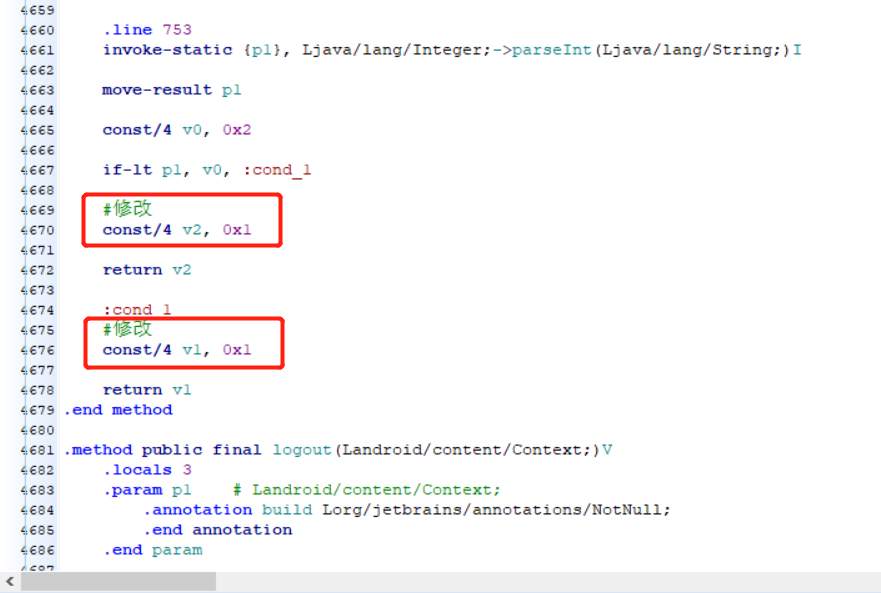 4659
4660 .line 753
4661 invoke-static {p1}, Ljava/lang/Integer;->parseInt(Ljava/lang/String;)I
4662
4663 move-result p1
4664
4665 const/4 v0, 0x2
4666
4667 if-lt p1, v0, :cond_1
4668
4669 #修改
4670 const/4 v2, 0x1
4671
4672 return v2
4673
4674 :cond_1
4675 #修改
4676 const/4 v1, 0x1
4677
4678 return v1
4679 .end method
4680
4681 .method public final logout(Landroid/content/Context;)V
4682 .locals 3
4683 .param p1 # Landroid/content/Context;
4684 .annotation build Lorg/jetbrains/annotations/NotNull;
4685 .end annotation
4686 .end param
4687